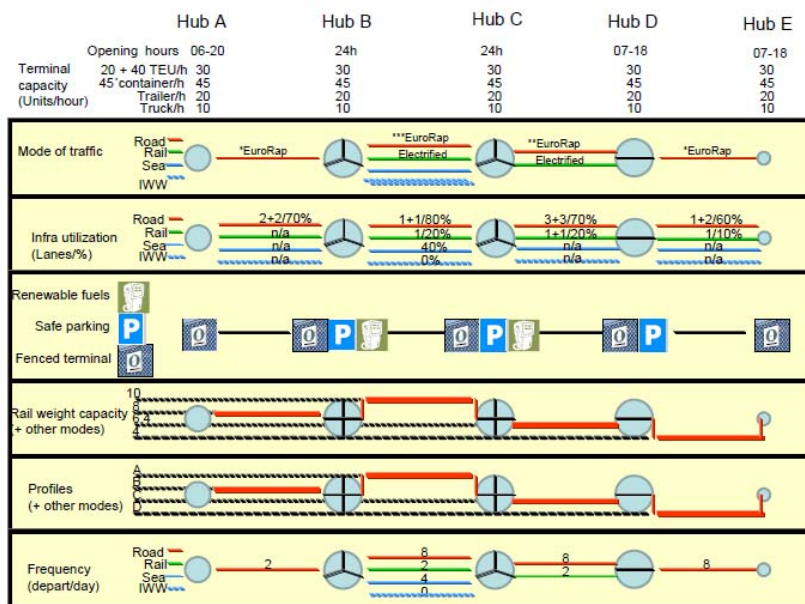 Hub A Hub B Hub C Hub D Hub E
Opening hours 06-20 24h 24h 07-18 07-18
Terminal capacity (Units/hour)
20 + 40 TEU/h 30 30 30 30 30
45´container/h 45 45 45 45 45
Trailer/h 20 20 20 20 20
Truck/h 10 10 10 10 10
Mode of traffic
Road *EuroRap ***EuroRap **EuroRap *EuroRap
Rail Electrified Electrified
Sea
IWW
Infra utilization
(Lanes/%)
Road 2+2/70% 1+1/80% 3+3/70% 1+2/60%
Rail n/a 1/20% 1+1/20% 1/10%
Sea n/a 40% n/a n/a
IWW n/a 0% n/a n/a
Renewable fuels
Safe parking P P P P
Fenced terminal
Rail weight capacity
(+ other modes)
10
8
6,4
4
Profiles
(+ other modes)
A
B
C
D
Frequency
(depart/day)
Road 2 8 8 8
Rail 2 2
Sea 4
IWW 0